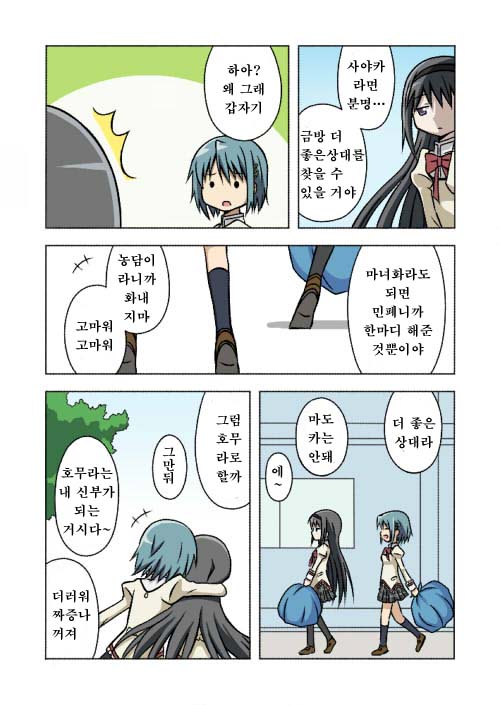 사야카
라면
분명…
금방 더
좋은상대를
찾을 수
있을 거야
하아?
왜 그래
갑자기
마녀화라도
되면
민폐니까
한마디 해준
것뿐이야
농담이
라니까
화내
지마
고마워
고마워
더 좋은
상대라
마도
카는
안돼
에
~
그럼
호무
라로
할까
그
만
둬
호무라는
내 신부가
되는
거시다~
더러워
짜증나
꺼져